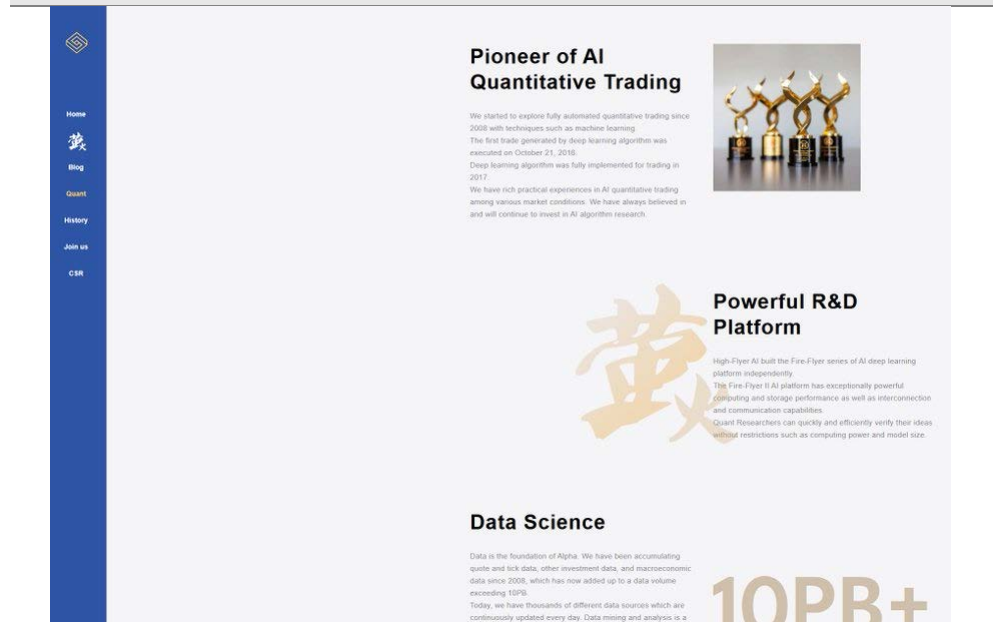 Home
萤火
Blog
Quant
History
Join us
CSR
Pioneer of AI
Quantitative Trading
We started to explore fully automated quantitative trading since
2008 with techniques such as machine learning.
The first trade generated by deep learning algorithm was
executed on October 21, 2016.
Deep learning algorithm was fully implemented for trading in
2017.
We have rich practical experiences in AI quantitative trading
among various market conditions. We have always believed in
and will continue to invest in AI algorithm research.
萤火
Powerful R&D
Platform
High-Flyer AI built the Fire-Flyer series of AI deep learning
platform independently.
The Fire-Flyer II AI platform has exceptionally powerful
computing and storage performance as well as interconnection
and communication capabilities.
Quant Researchers can quickly and efficiently verify their ideas
without restrictions such as computing power and model size.
Data Science
Data is the foundation of Alpha. We have been accumulating
quote and tick data, other investment data, and macroeconomic
data since 2008, which has now added up to a data volume
exceeding 10PB.
Today, we have thousands of different data sources which are
continuously updated every day. Data mining and analysis is a
10PB+